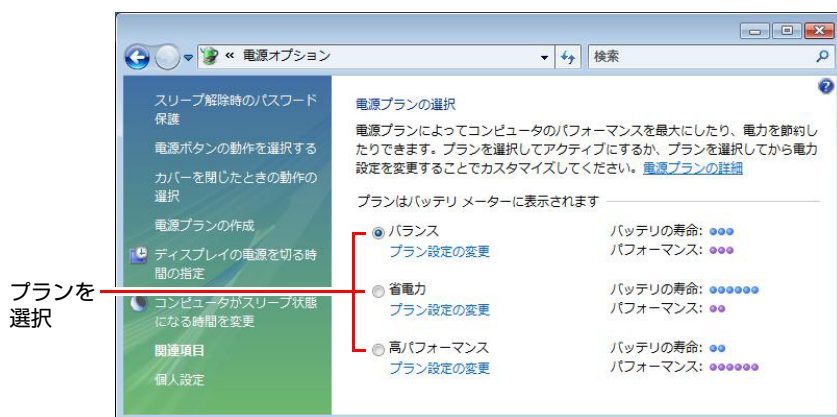 « 電源オプション
検索
スリープ解除時のパスワード
保護
電源ボタンの動作を選択する
カバーを閉じたときの動作の
選択
電源プランの作成
ディスプレイの電源を切る時
間の指定
コンピュータがスリープ状態
になる時間を変更
関連項目
個人設定
プランを
選択
電源プランの選択
電源プランによってコンピュータのパフォーマンスを最大にしたり、電力を節約し
たりできます。プランを選択してアクティブにするか、プランを選択してから電力
設定を変更することでカスタマイズしてください。電源プランの詳細
プランはバッテリ メーターに表示されます
バランス
バッテリの寿命:
プラン設定の変更
パフォーマンス:
省電力
バッテリの寿命:
プラン設定の変更
パフォーマンス:
高パフォーマンス
バッテリの寿命:
プラン設定の変更
パフォーマンス: